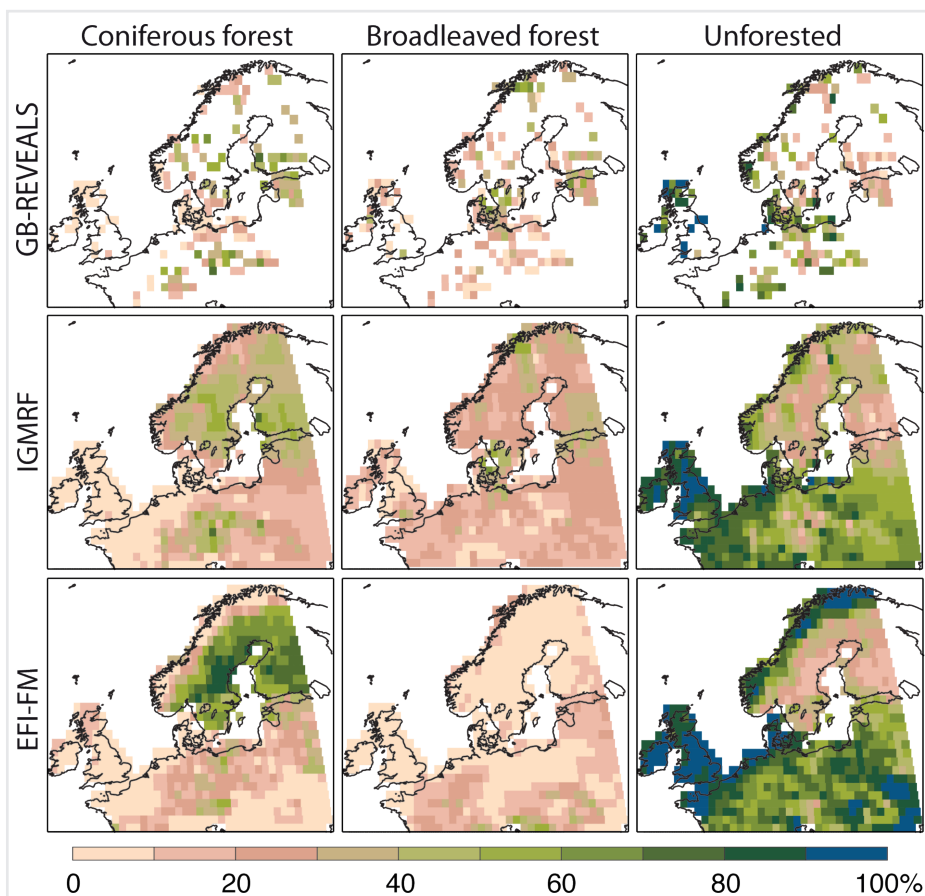 Coniferous forest Broadleaved forest Unforested
GB-REVEALS
IGMRF
EFI-FM
0 20 40 60 80 100%